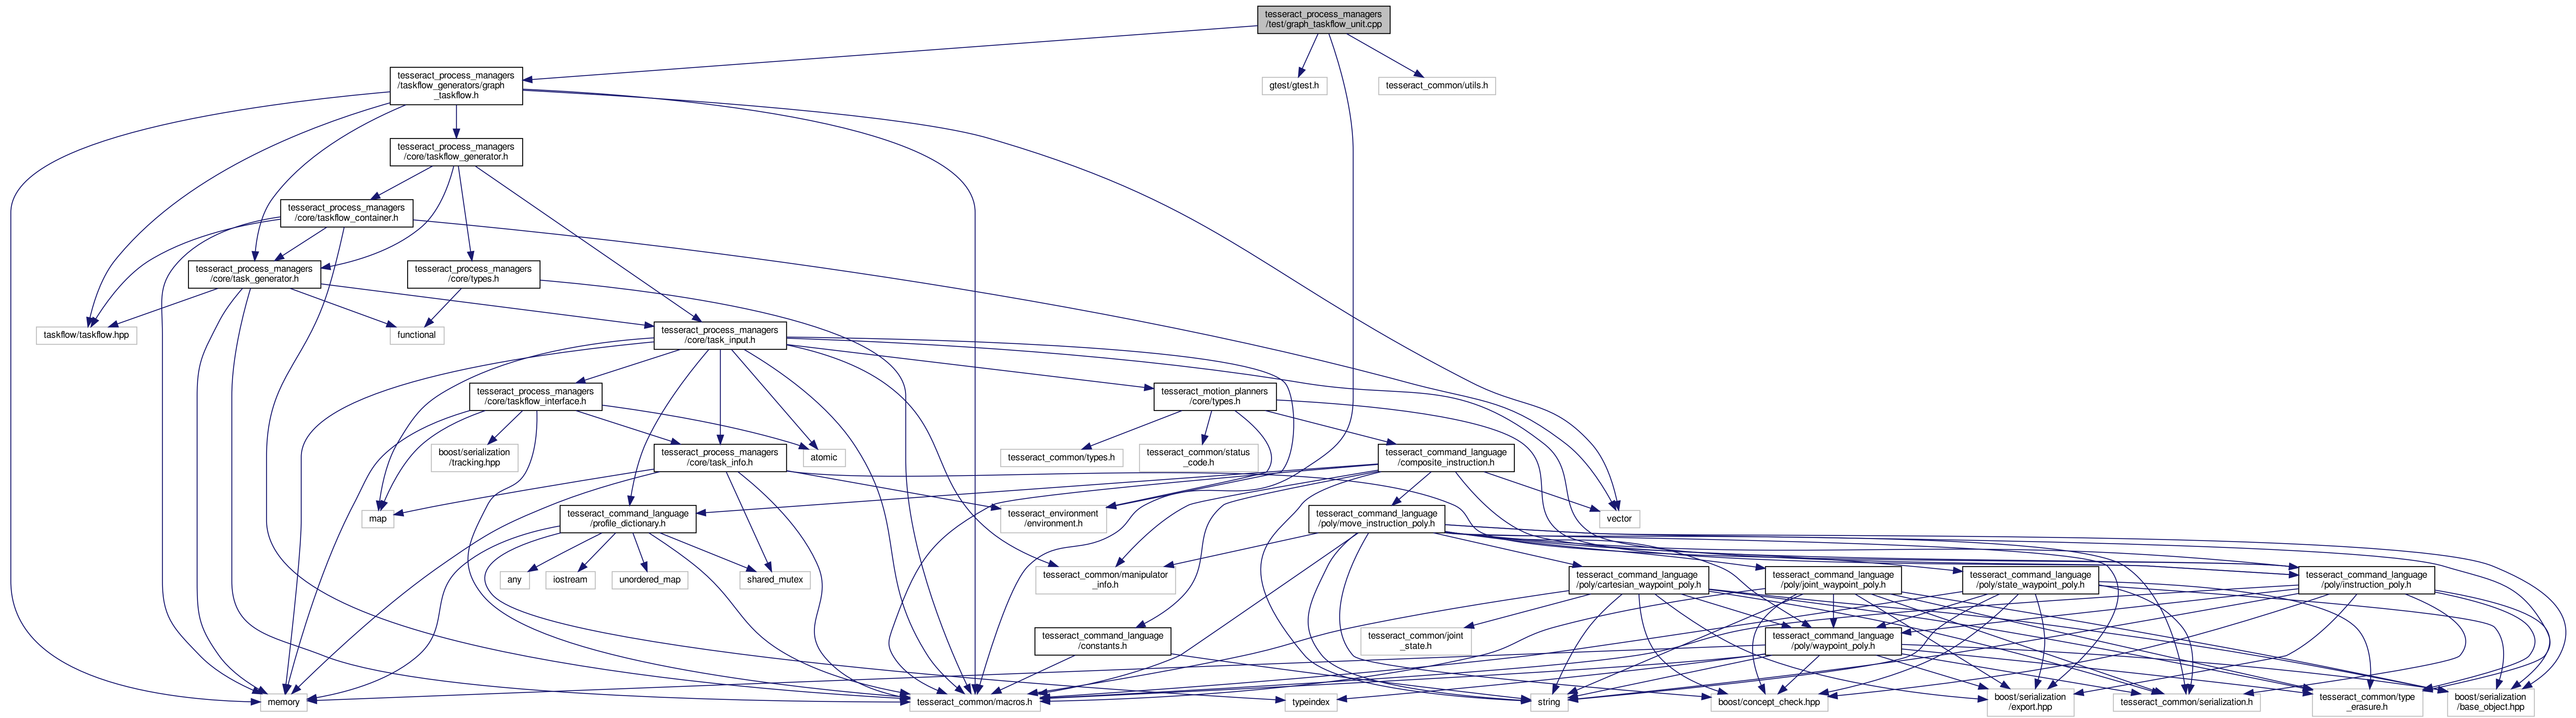 tesseract_process_managers
/test/graph_taskflow_unit.cpp
tesseract_process_managers
/taskflow_generators/graph
_taskflow.h
gtest/gtest.h
tesseract_common/utils.h
tesseract_process_managers
/core/taskflow_generator.h
tesseract_process_managers
/core/taskflow_container.h
tesseract_process_managers
/core/task_generator.h
tesseract_process_managers
/core/types.h
taskflow/taskflow.hpp
functional
tesseract_process_managers
/core/task_input.h
tesseract_process_managers
/core/taskflow_interface.h
tesseract_motion_planners
/core/types.h
boost/serialization
/tracking.hpp
tesseract_process_managers
/core/task_info.h
atomic
tesseract_common/types.h
tesseract_common/status
_code.h
tesseract_command_language
/composite_instruction.h
map
tesseract_command_language
/profile_dictionary.h
tesseract_environment
/environment.h
tesseract_command_language
/poly/move_instruction_poly.h
vector
any
iostream
unordered_map
shared_mutex
tesseract_common/manipulator
_info.h
tesseract_command_language
/poly/cartesian_waypoint_poly.h
tesseract_command_language
/poly/joint_waypoint_poly.h
tesseract_command_language
/poly/state_waypoint_poly.h
tesseract_command_language
/poly/instruction_poly.h
tesseract_command_language
/constants.h
tesseract_common/joint
_state.h
tesseract_command_language
/poly/waypoint_poly.h
memory
tesseract_common/macros.h
typeindex
string
boost/concept_check.hpp
boost/serialization
/export.hpp
tesseract_common/serialization.h
tesseract_common/type
_erasure.h
boost/serialization
/base_object.hpp